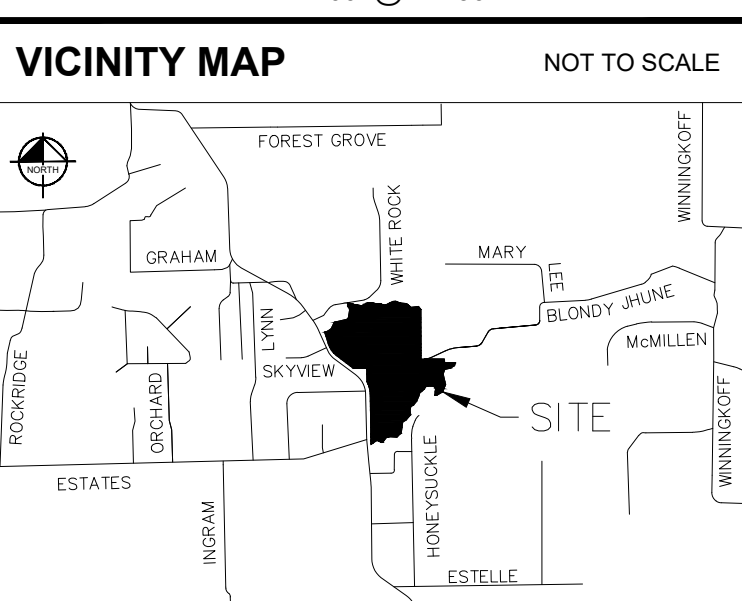 VICINITY MAP
NOT TO SCALE
NORTH
FOREST GROVE
WINNINGKOFF
WHITE ROCK
GRAHAM
MARY
LEE
BLONDY JHUNE
LYNN
McMILLEN
SKYVIEW
ROCKRIDGE
ORCHARD
SITE
WINNINGKOFF
ESTATES
HONEYSUCKLE
INGRAM
ESTELLE